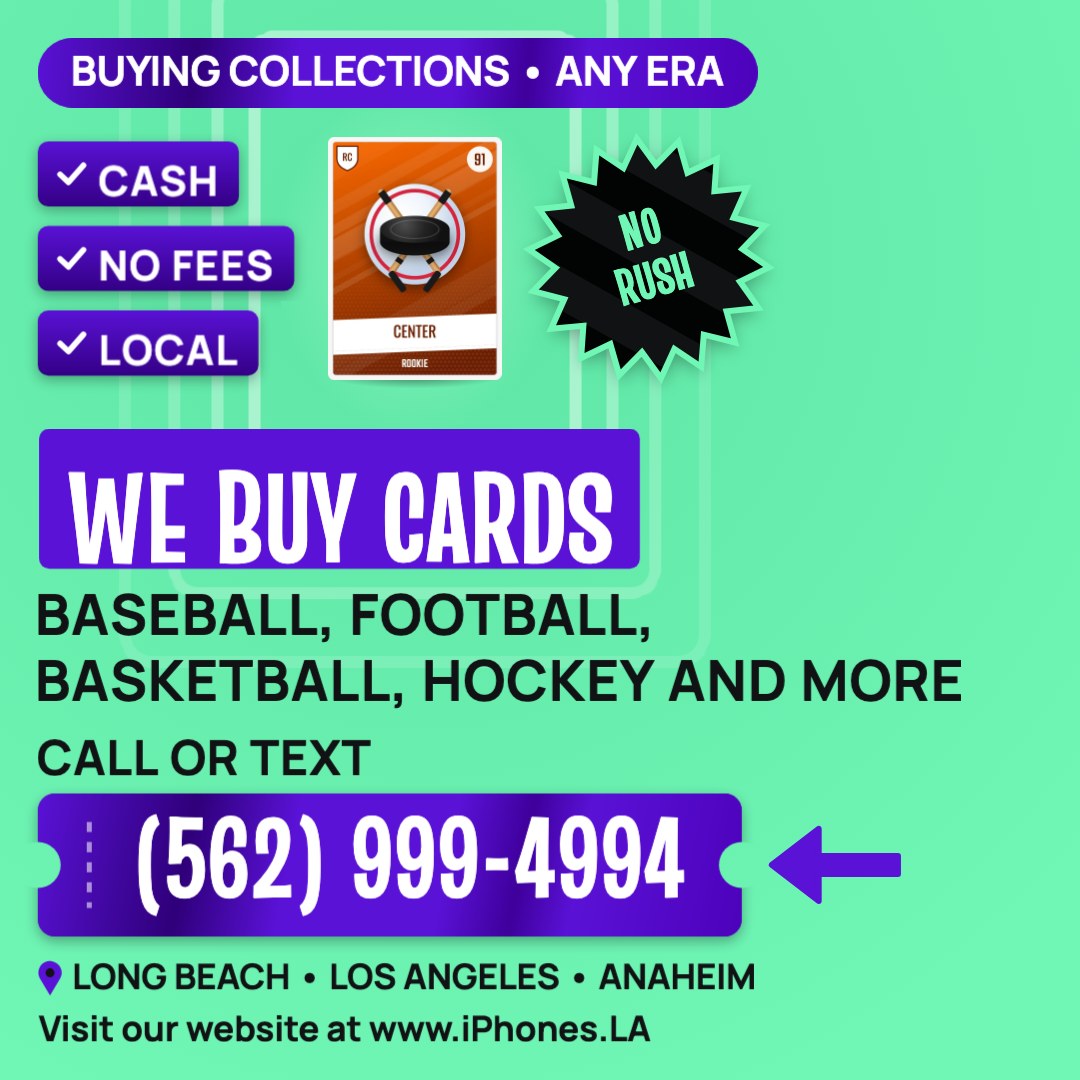 BUYING COLLECTIONS • ANY ERA
CASH
NO FEES
LOCAL
RC
91
CENTER
ROOKIE
NO
RUSH
WE BUY CARDS
BASEBALL, FOOTBALL,
BASKETBALL, HOCKEY AND MORE
CALL OR TEXT
(562) 999-4994
LONG BEACH • LOS ANGELES • ANAHEIM
Visit our website at www.iPhones.LA